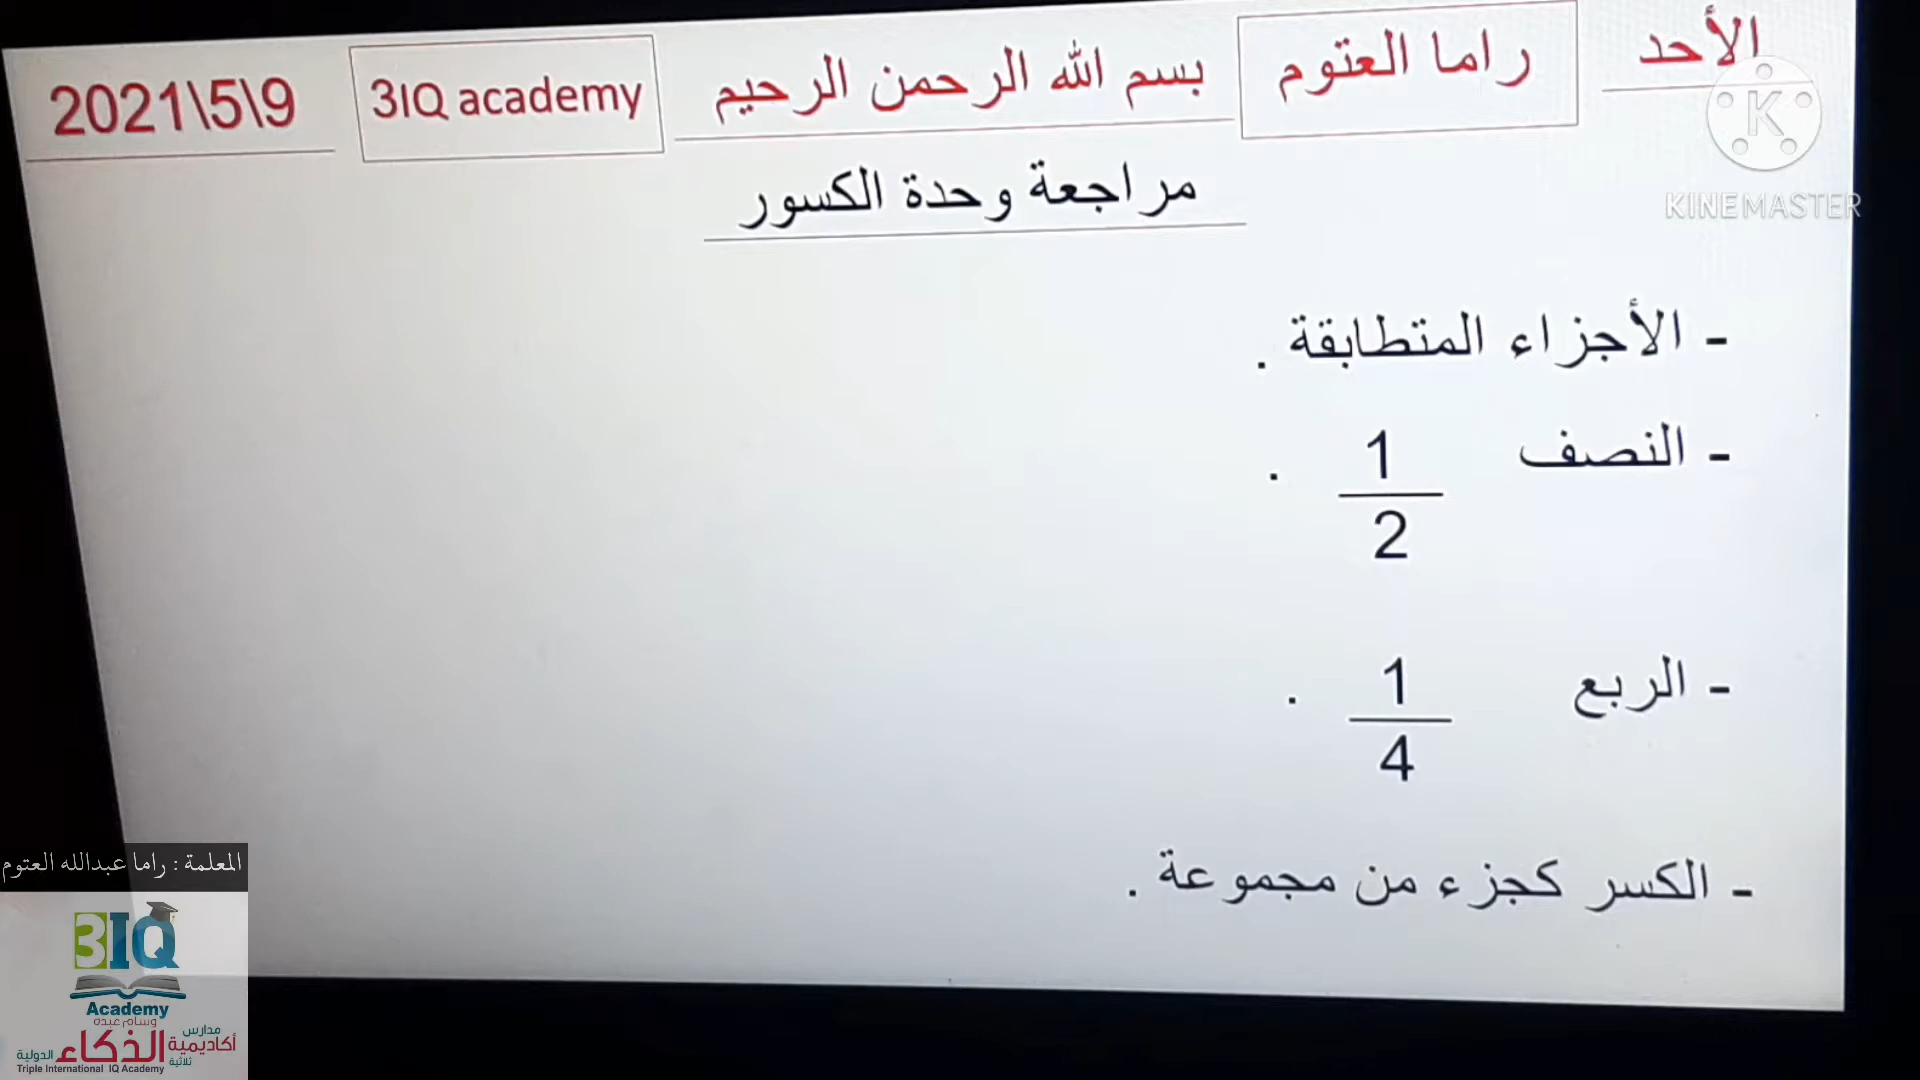 الأحد
راما العتوم
بسم الله الرحمن الرحيم
3IQ academy
2021\5\9
KINEMASTER
مراجعة وحدة الكسور
- الأجزاء المتطابقة .
- النصف 1/2 .
- الربع 1/4 .
- الكسر كجزء من مجموعة .
المعلمة : راما عبدالله العتوم
3IQ
Academy
وسام عبده
مدارس
أكاديمية الذكاء الدولية
ثلاثية
Triple International IQ Academy